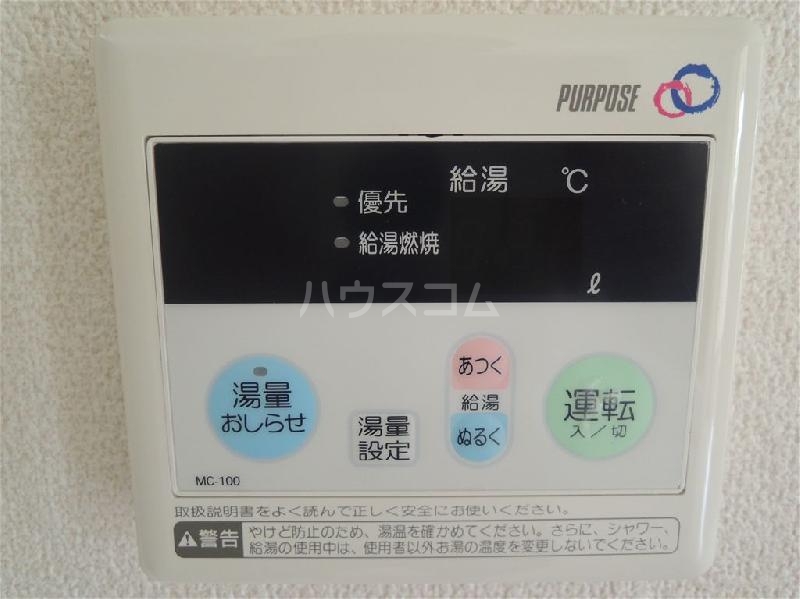 PURPOSE
給湯 ℃
優先
給湯燃焼
ℓ
ハウスコム
湯量
おしらせ
湯量
設定
あつく
給湯
ぬるく
運転
入／切
MC-100
取扱説明書をよく読んで正しく安全にお使いください。
警告
やけど防止のため、湯温を確かめてください。さらに、シャワー、
給湯の使用中は、使用者以外お湯の温度を変更しないでください。